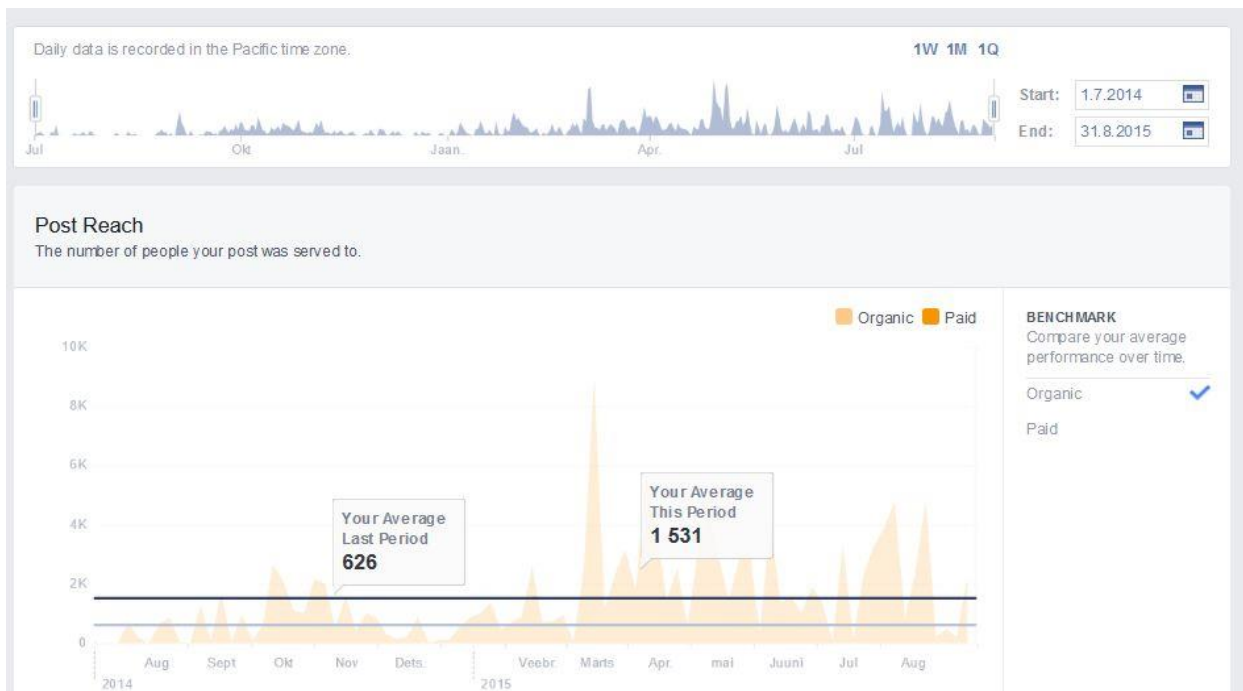 Daily data is recorded in the Pacific time zone.
1W 1M 1Q
Start: 1.7.2014
End: 31.8.2015
Jul Okt Jaan. Apr. Jul
Post Reach
The number of people your post was served to.
Organic Paid
BENCHMARK
Compare your average
performance over time.
Organic
Paid
10K
8K
6K
4K
2K
0
Your Average
Last Period
626
Your Average
This Period
1 531
Aug Sept Okt Nov Dets. Veebr. Märts Apr. mai Juuni Jul Aug
2014 2015